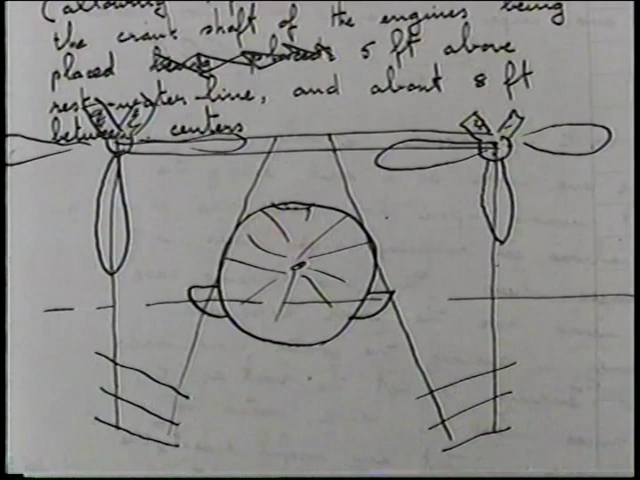 (allowing
the crank shaft of the engines being
placed 5 ft above
rest-water-line, and about 8 ft
between centers